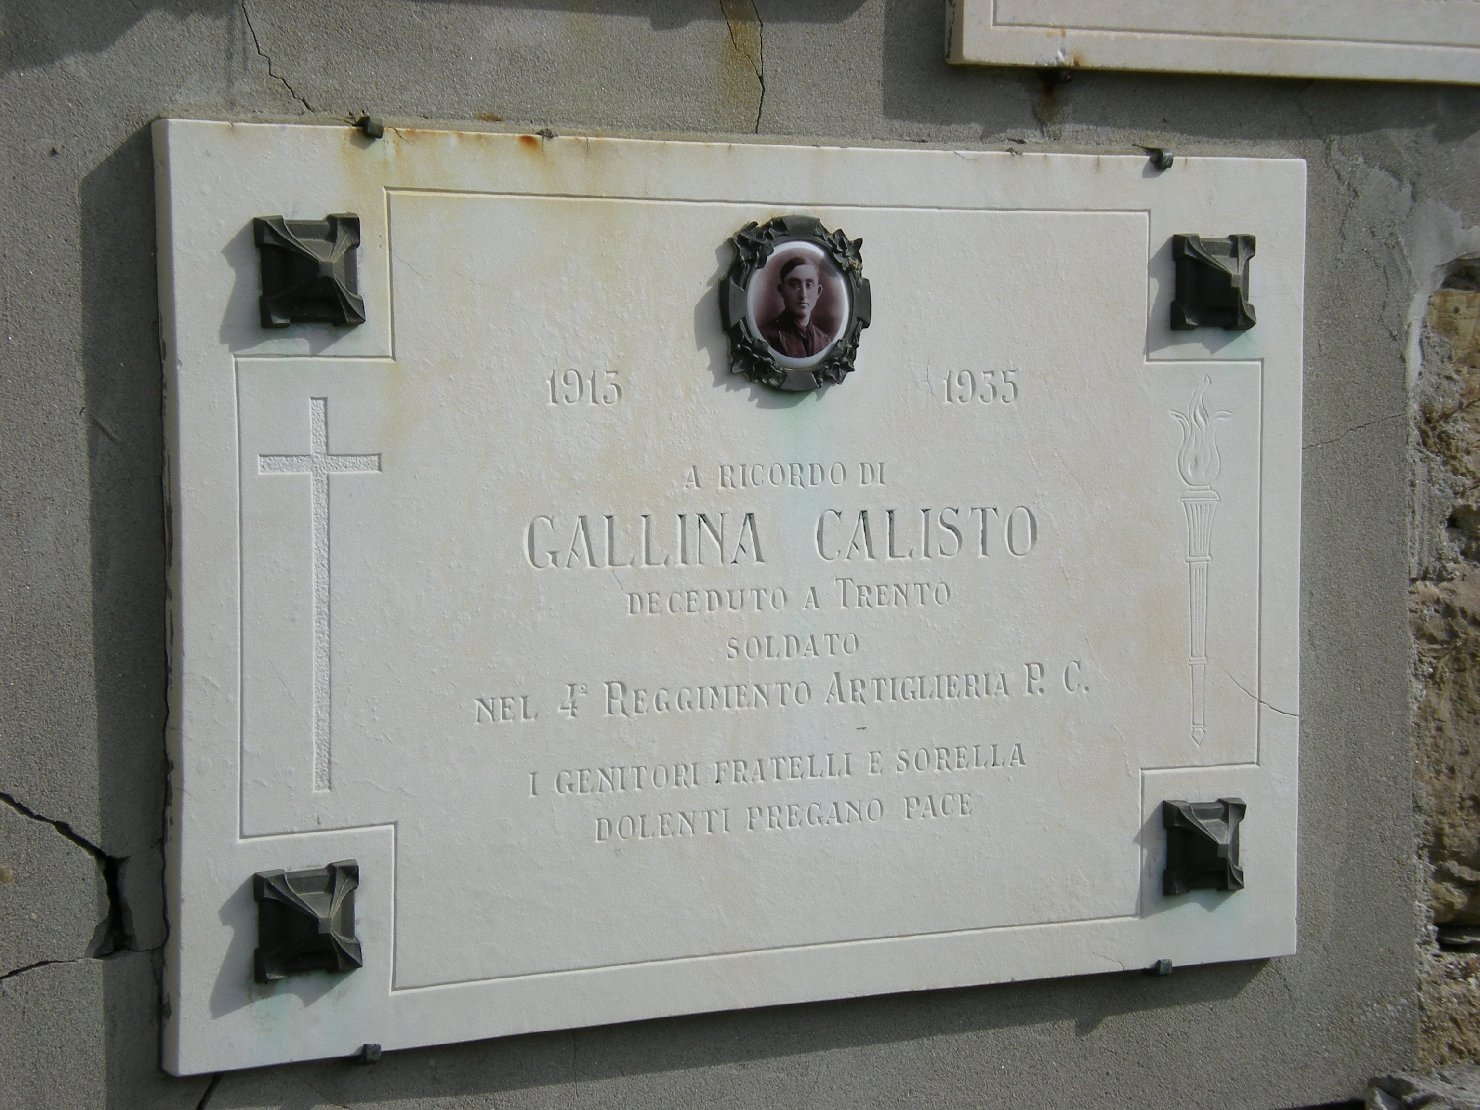 1913 1935
A RICORDO DI
GALLINA CALISTO
DECEDUTO A TRENTO
SOLDATO
NEL 4° REGGIMENTO ARTIGLIERIA P. C.
-
I GENITORI FRATELLI E SORELLA
DOLENTI PREGANO PACE